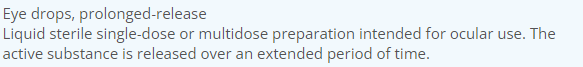 Eye drops, prolonged-release
Liquid sterile single-dose or multidose preparation intended for ocular use. The
active substance is released over an extended period of time.